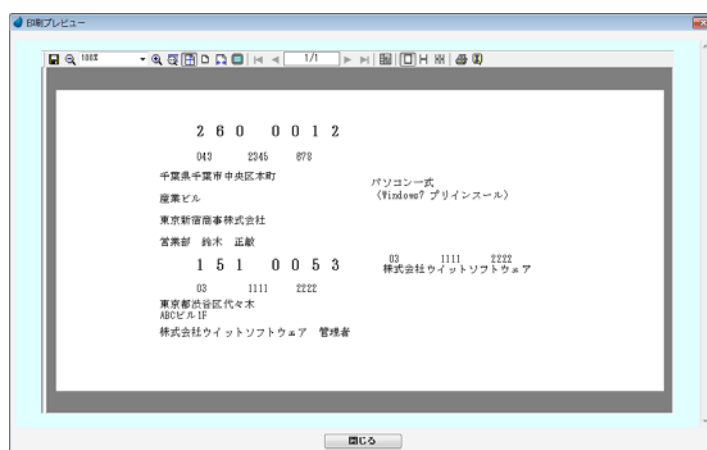 印刷プレビュー
100% 1/1
260 0012
043 2345 678
千葉県千葉市中央区本町
産業ビル
東京新宿商事株式会社
営業部 鈴木 正敏
パソコン一式
(Windows7 プリインスール)
151 0053
03 1111 2222
東京都渋谷区代々木
ABCビル1F
株式会社ウイットソフトウェア 管理者
03 1111 2222
株式会社ウイットソフトウェア
閉じる